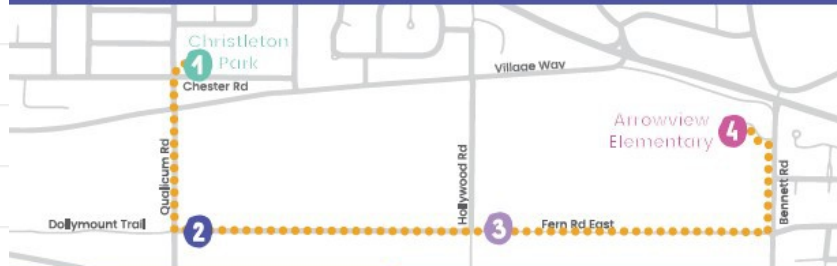 Christleton
Park
1
Chester Rd
Village Way
Arrowview
Elementary
4
Qualicum Rd
Hollywood Rd
Bennett Rd
Dollymount Trail
2
3
Fern Rd East